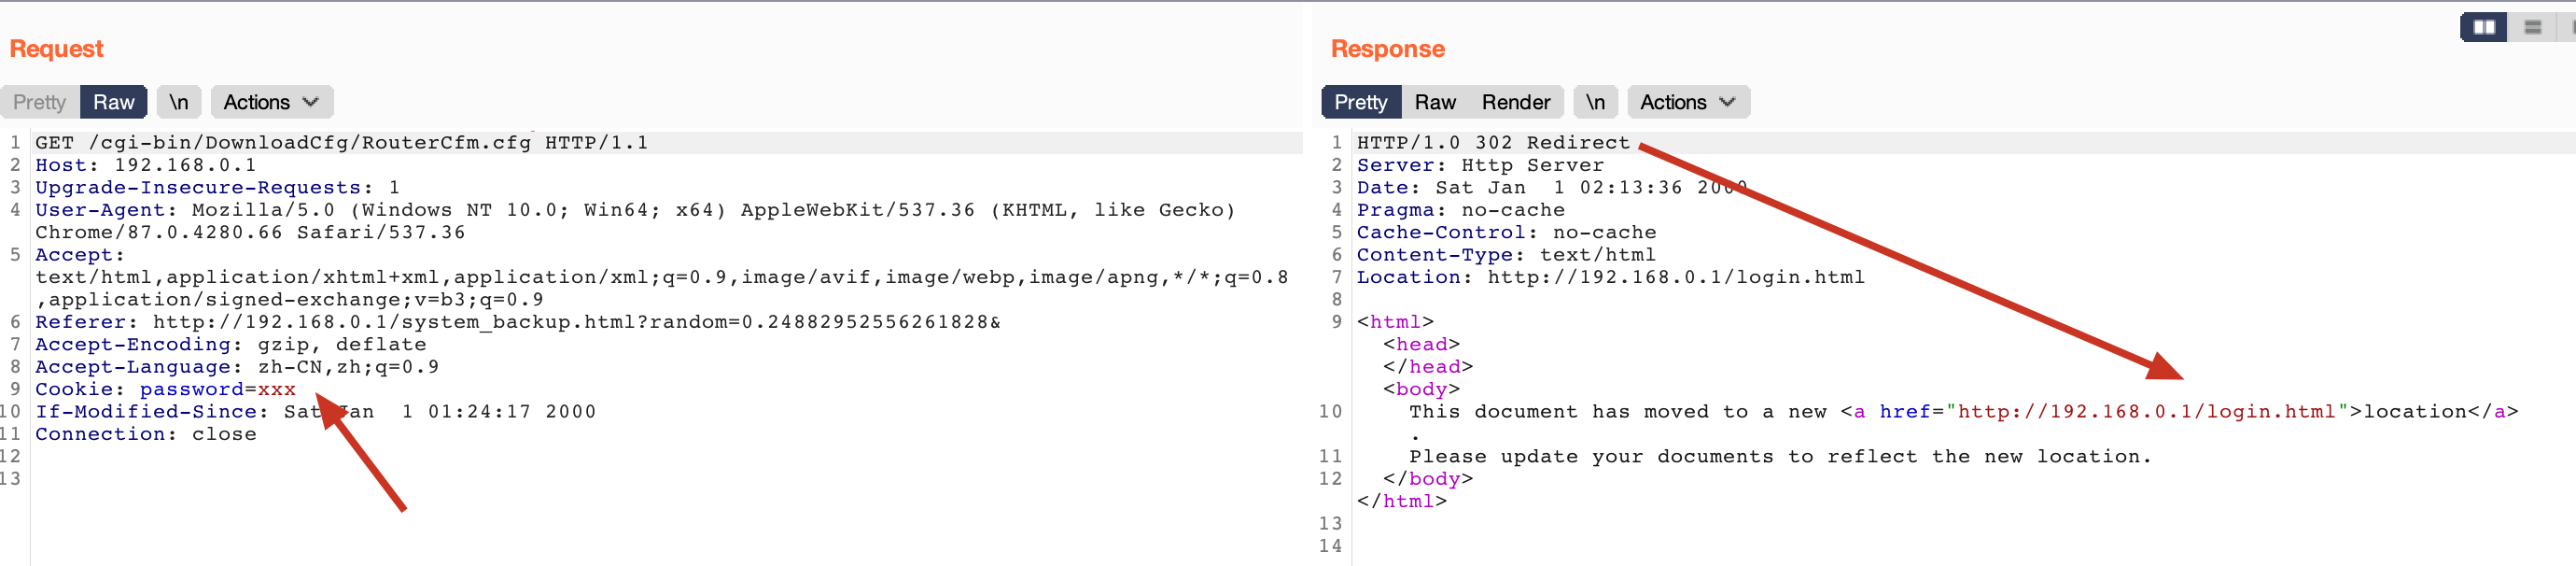 Request
Pretty Raw \n Actions
1 GET /cgi-bin/DownloadCfg/RouterCfm.cfg HTTP/1.1
2 Host: 192.168.0.1
3 Upgrade-Insecure-Requests: 1
4 User-Agent: Mozilla/5.0 (Windows NT 10.0; Win64; x64) AppleWebKit/537.36 (KHTML, like Gecko)
Chrome/87.0.4280.66 Safari/537.36
5 Accept:
text/html,application/xhtml+xml,application/xml;q=0.9,image/avif,image/webp,image/apng,*/*;q=0.8
,application/signed-exchange;v=b3;q=0.9
6 Referer: http://192.168.0.1/system_backup.html?random=0.24882952556261828&
7 Accept-Encoding: gzip, deflate
8 Accept-Language: zh-CN,zh;q=0.9
9 Cookie: password=xxx
10 If-Modified-Since: Sat Jan  1 01:24:17 2000
11 Connection: close
12
13
Response
Pretty Raw Render \n Actions
1 HTTP/1.0 302 Redirect
2 Server: Http Server
3 Date: Sat Jan  1 02:13:36 2000
4 Pragma: no-cache
5 Cache-Control: no-cache
6 Content-Type: text/html
7 Location: http://192.168.0.1/login.html
8
9 <html>
<head>
</head>
<body>
10 This document has moved to a new <a href="http://192.168.0.1/login.html">location</a>
.
11 Please update your documents to reflect the new location.
12 </body>
</html>
13
14